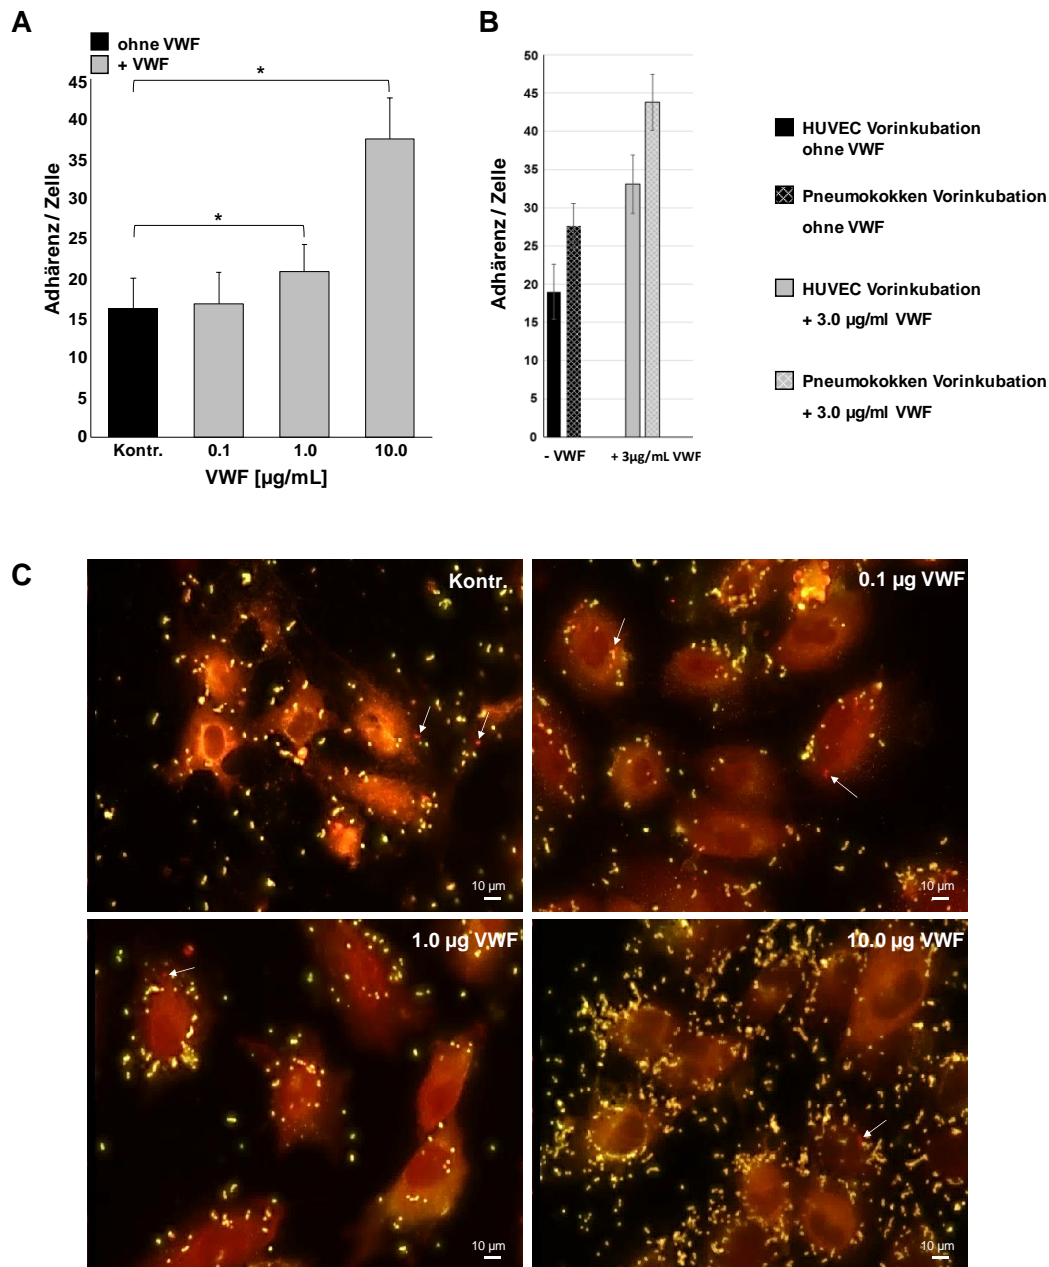 A
ohne VWF
+ VWF
*
*
45
40
35
30
25
20
15
10
5
0
Adhärenz / Zelle
Kontr. 0.1 1.0 10.0
VWF [µg/mL]
B
50
45
40
35
30
25
20
15
10
5
0
Adhärenz / Zelle
- VWF + 3µg/mL VWF
HUVEC Vorinkubation
ohne VWF
Pneumokokken Vorinkubation
ohne VWF
HUVEC Vorinkubation
+ 3.0 µg/ml VWF
Pneumokokken Vorinkubation
+ 3.0 µg/ml VWF
C
Kontr.
10 µm
0.1 µg VWF
10 µm
1.0 µg VWF
10 µm
10.0 µg VWF
10 µm